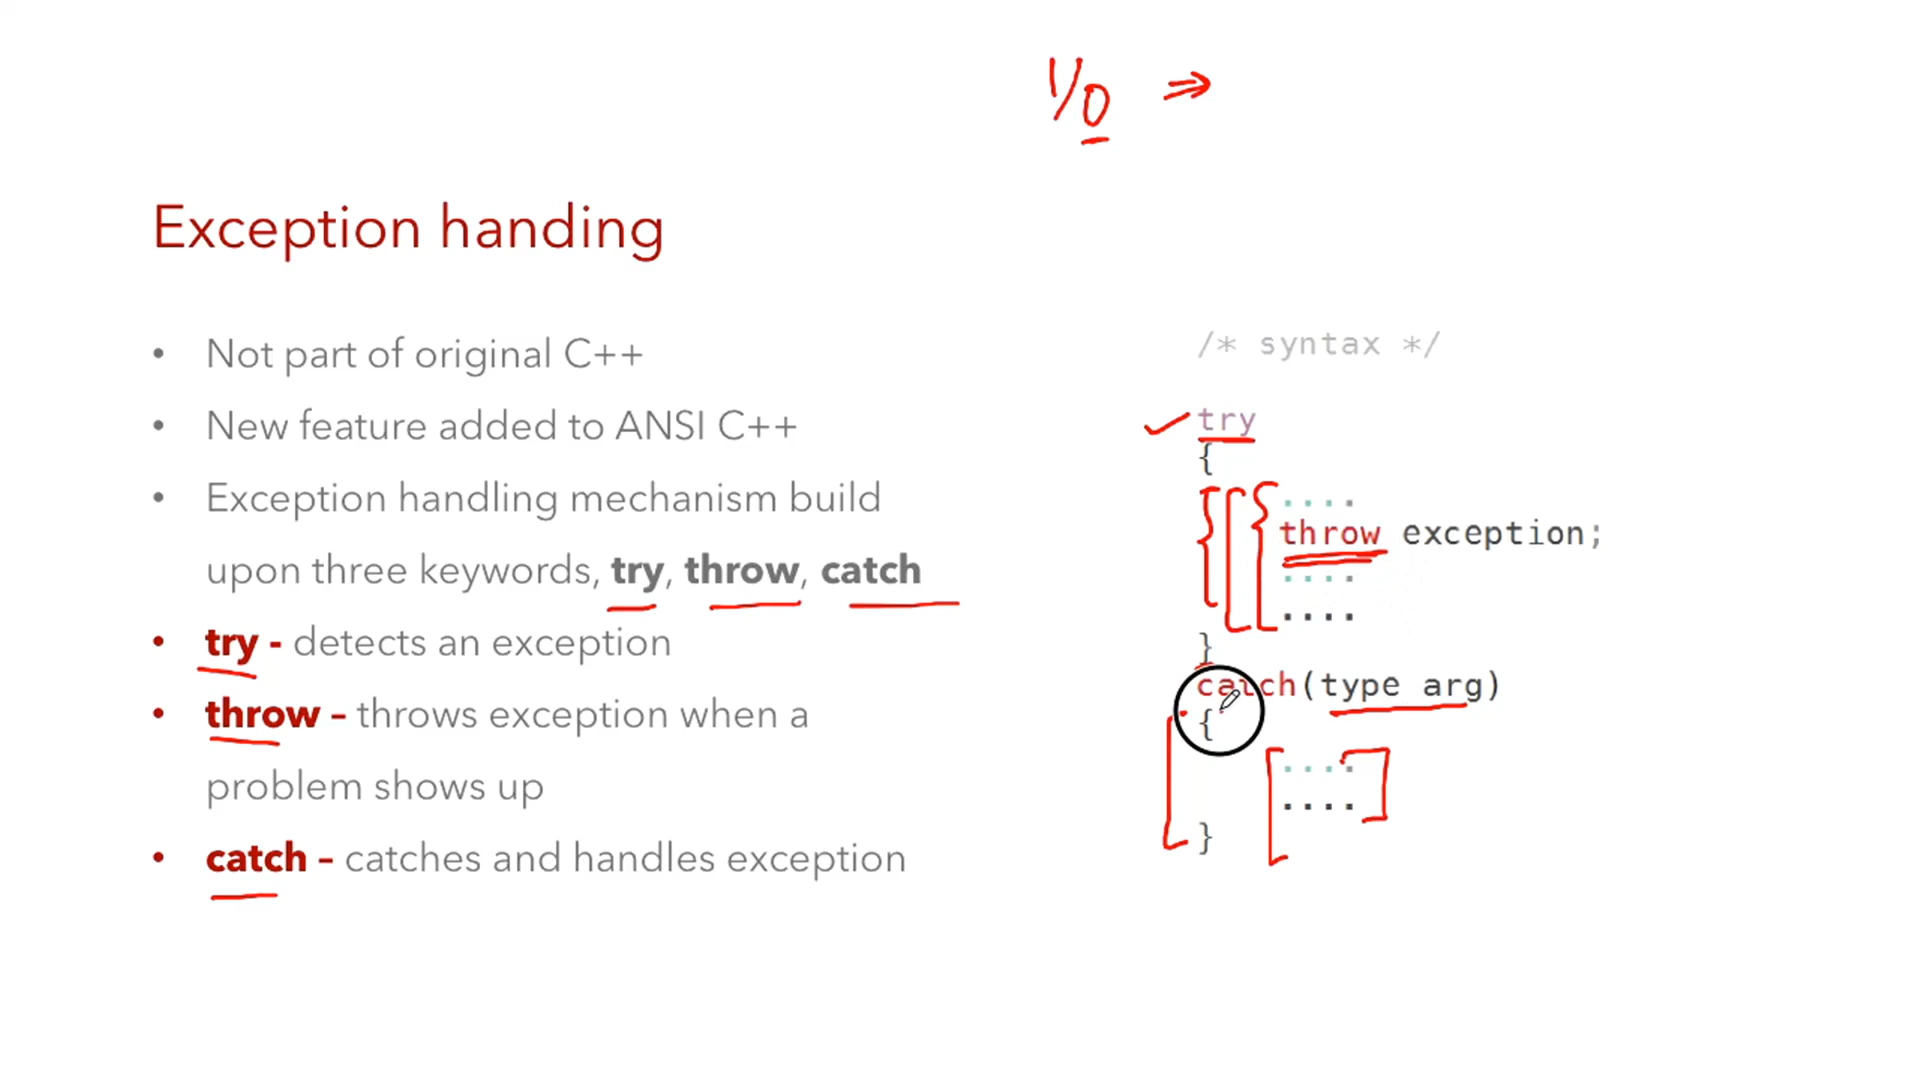 1/0 ⇒
Exception handing
• Not part of original C++
• New feature added to ANSI C++
• Exception handling mechanism build
upon three keywords, try, throw, catch
• try - detects an exception
• throw – throws exception when a
problem shows up
• catch – catches and handles exception
/* syntax */
try
{
....
throw exception;
....
....
}
catch(type arg)
{
....
....
}